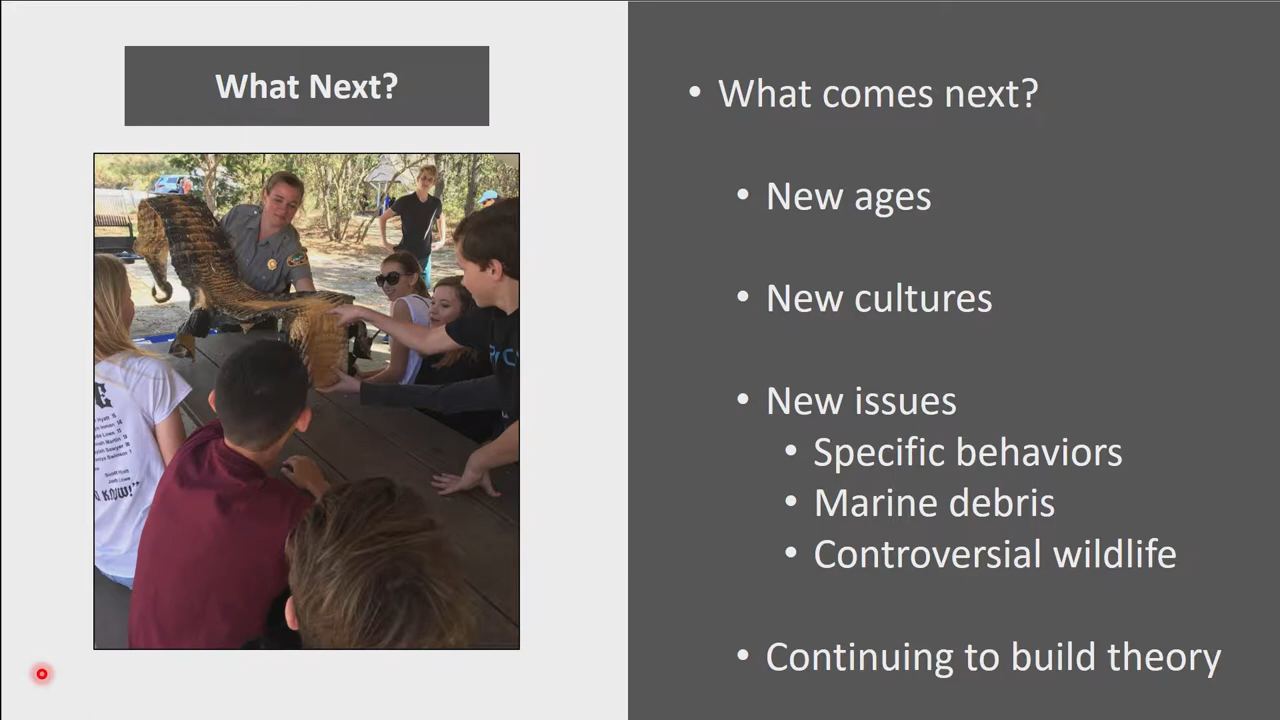 What Next?
• What comes next?
• New ages
• New cultures
• New issues
• Specific behaviors
• Marine debris
• Controversial wildlife
• Continuing to build theory